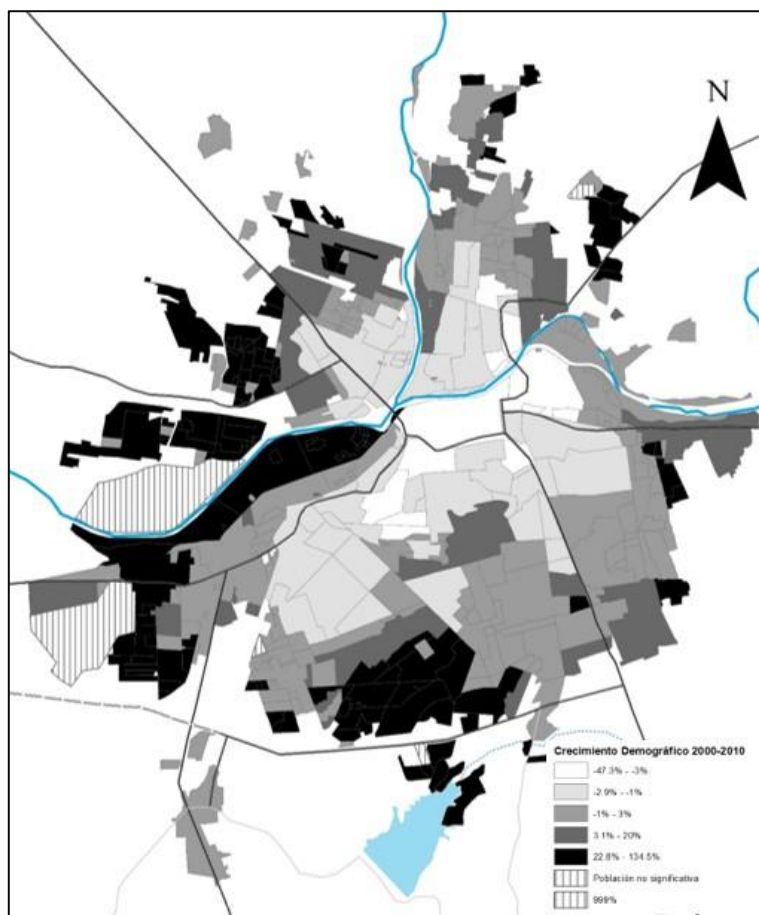 N
Crecimiento Demográfico 2000-2010
-47.3% - -3%
-2.9% - -1%
-1% - 3%
3.1% - 20%
22.8% - 134.5%
Población no significativa
999%